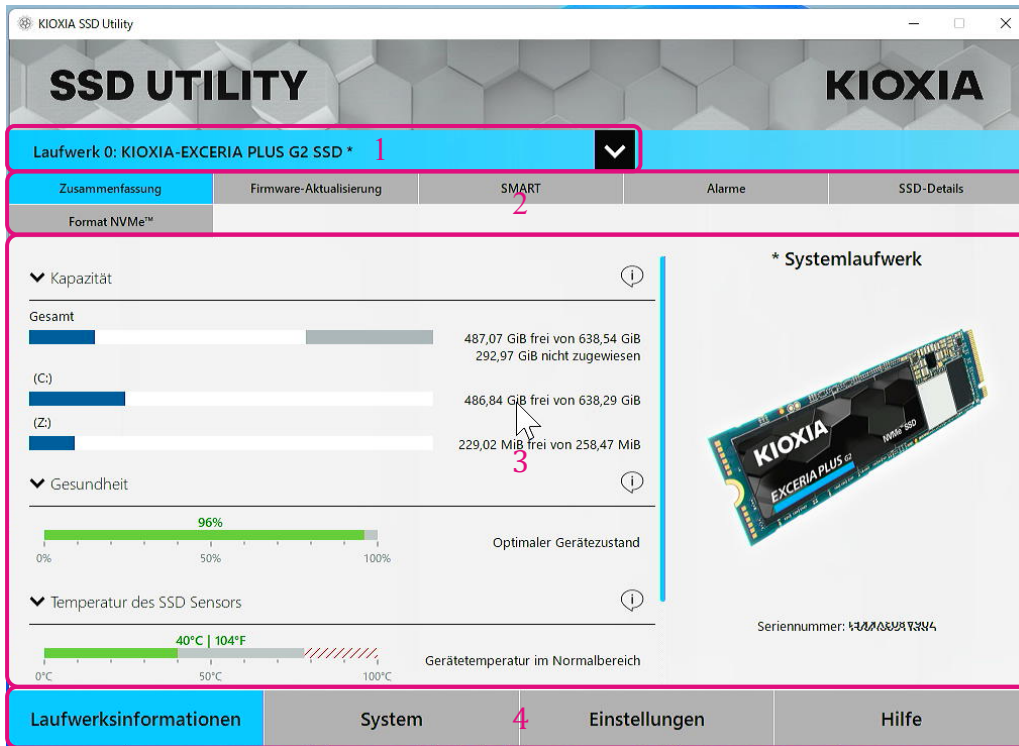 KIOXIA SSD Utility
SSD UTILITY
KIOXIA
Laufwerk 0: KIOXIA-EXCERIA PLUS G2 SSD *
1
Zusammenfassung
Firmware-Aktualisierung
SMART
Alarme
SSD-Details
2
Format NVMe™
* Systemlaufwerk
Kapazität
Gesamt
487,07 GiB frei von 638,54 GiB
292,97 GiB nicht zugewiesen
(C:)
486,84 GiB frei von 638,29 GiB
(Z:)
229,02 MiB frei von 258,47 MiB
3
KIOXIA
NVMe™ SSD
EXCERIA PLUS G2
Gesundheit
96%
0%
50%
100%
Optimaler Gerätezustand
Temperatur des SSD Sensors
40°C | 104°F
0°C
50°C
100°C
Gerätetemperatur im Normalbereich
Seriennummer:
Laufwerksinformationen
System
4
Einstellungen
Hilfe